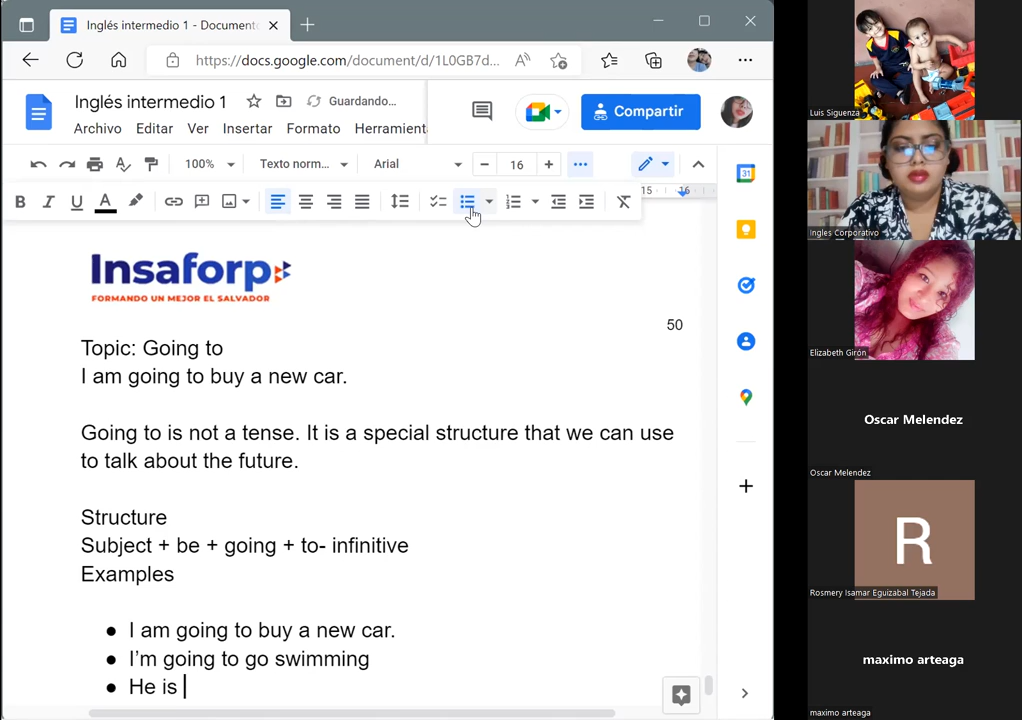 Inglés intermedio 1 - Document
https://docs.google.com/document/d/1L0GB7d...
Inglés intermedio 1
Guardando...
Compartir
Archivo Editar Ver Insertar Formato Herramient
100% Texto norm... Arial 16
15 16
31
Insaforp
FORMANDO UN MEJOR EL SALVADOR
50
Topic: Going to
I am going to buy a new car.
Going to is not a tense. It is a special structure that we can use
to talk about the future.
Structure
Subject + be + going + to- infinitive
Examples
● I am going to buy a new car.
● I'm going to go swimming
● He is
Luis Siguenza
Ingles Corporativo
Elizabeth Girón
Oscar Melendez
Oscar Melendez
R
Rosmery Isamar Eguizabal Tejada
maximo arteaga
maximo arteaga